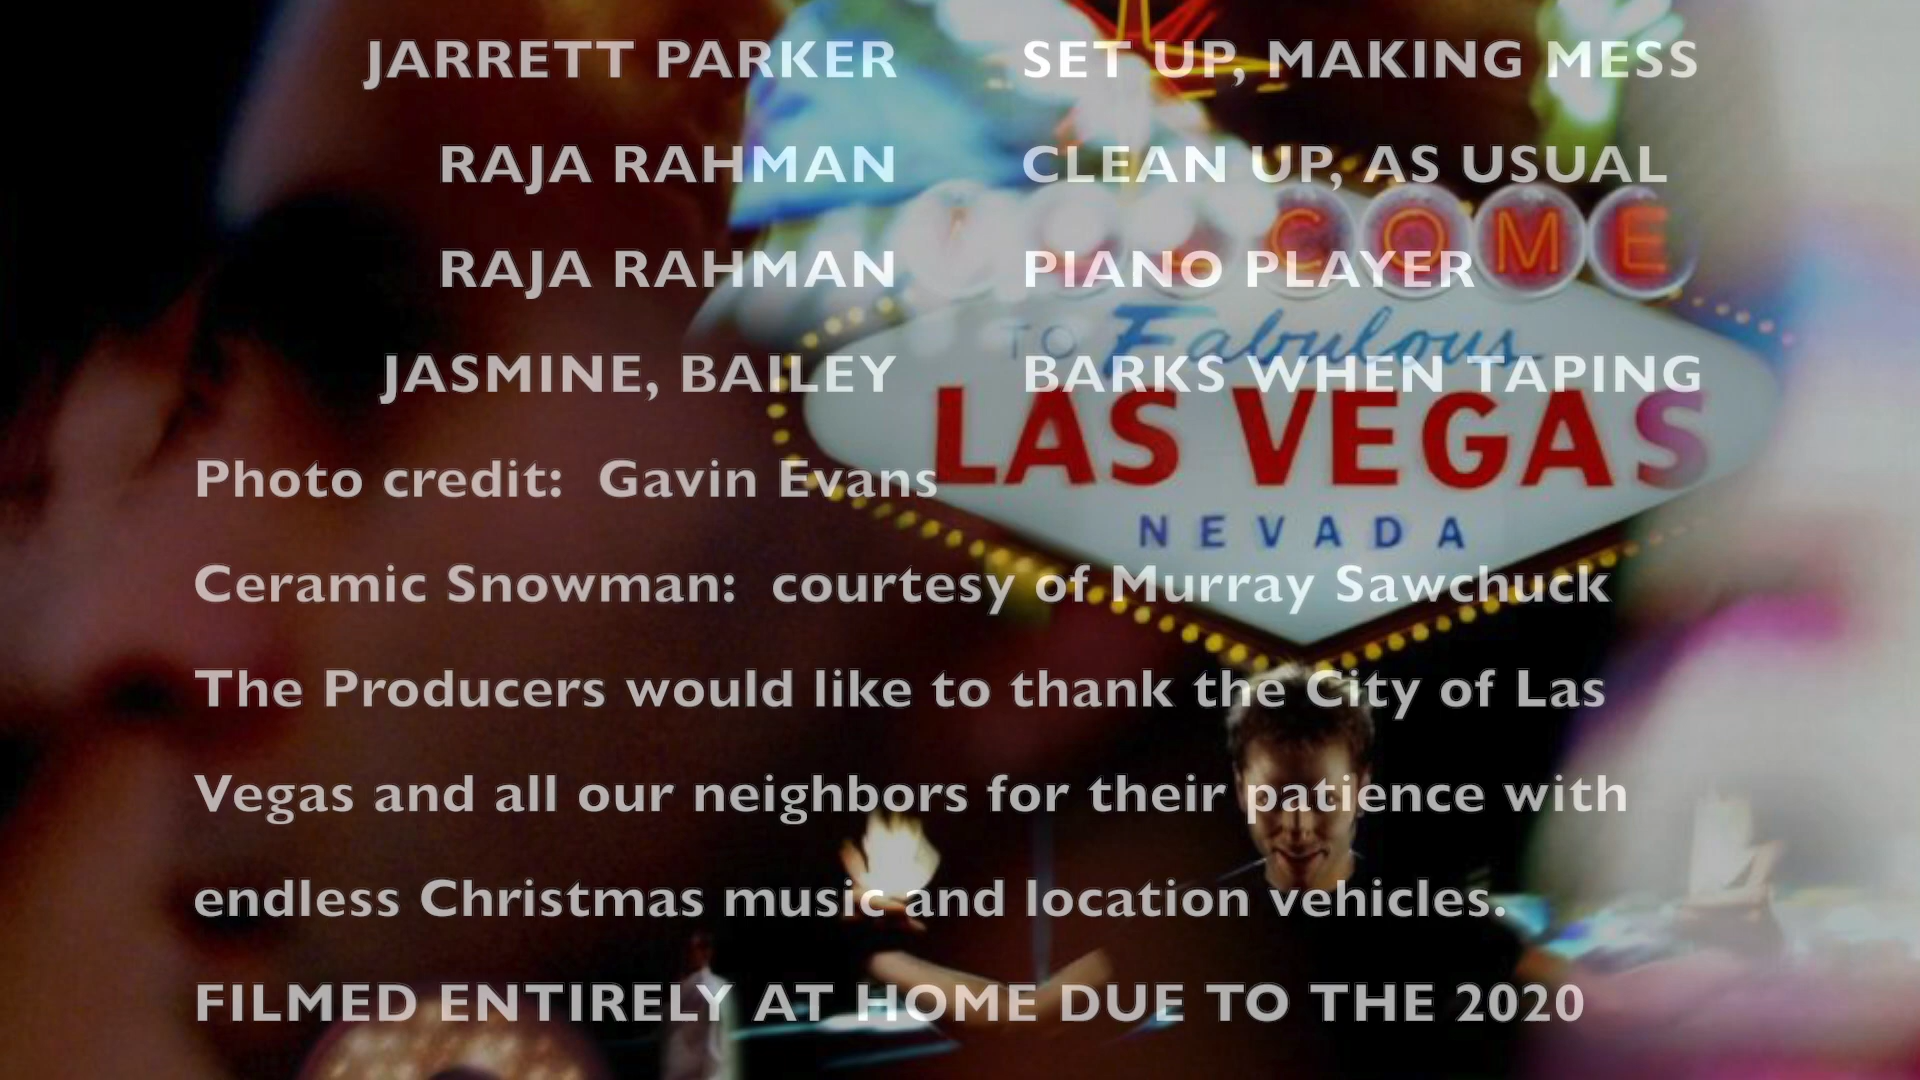 JARRETT PARKER SET UP, MAKING MESS
RAJA RAHMAN CLEAN UP, AS USUAL
COME
RAJA RAHMAN PIANO PLAYER
TO Fabulous
JASMINE, BAILEY BARKS WHEN TAPING
LAS VEGAS
Photo credit: Gavin Evans
NEVADA
Ceramic Snowman: courtesy of Murray Sawchuck
The Producers would like to thank the City of Las
Vegas and all our neighbors for their patience with
endless Christmas music and location vehicles.
FILMED ENTIRELY AT HOME DUE TO THE 2020